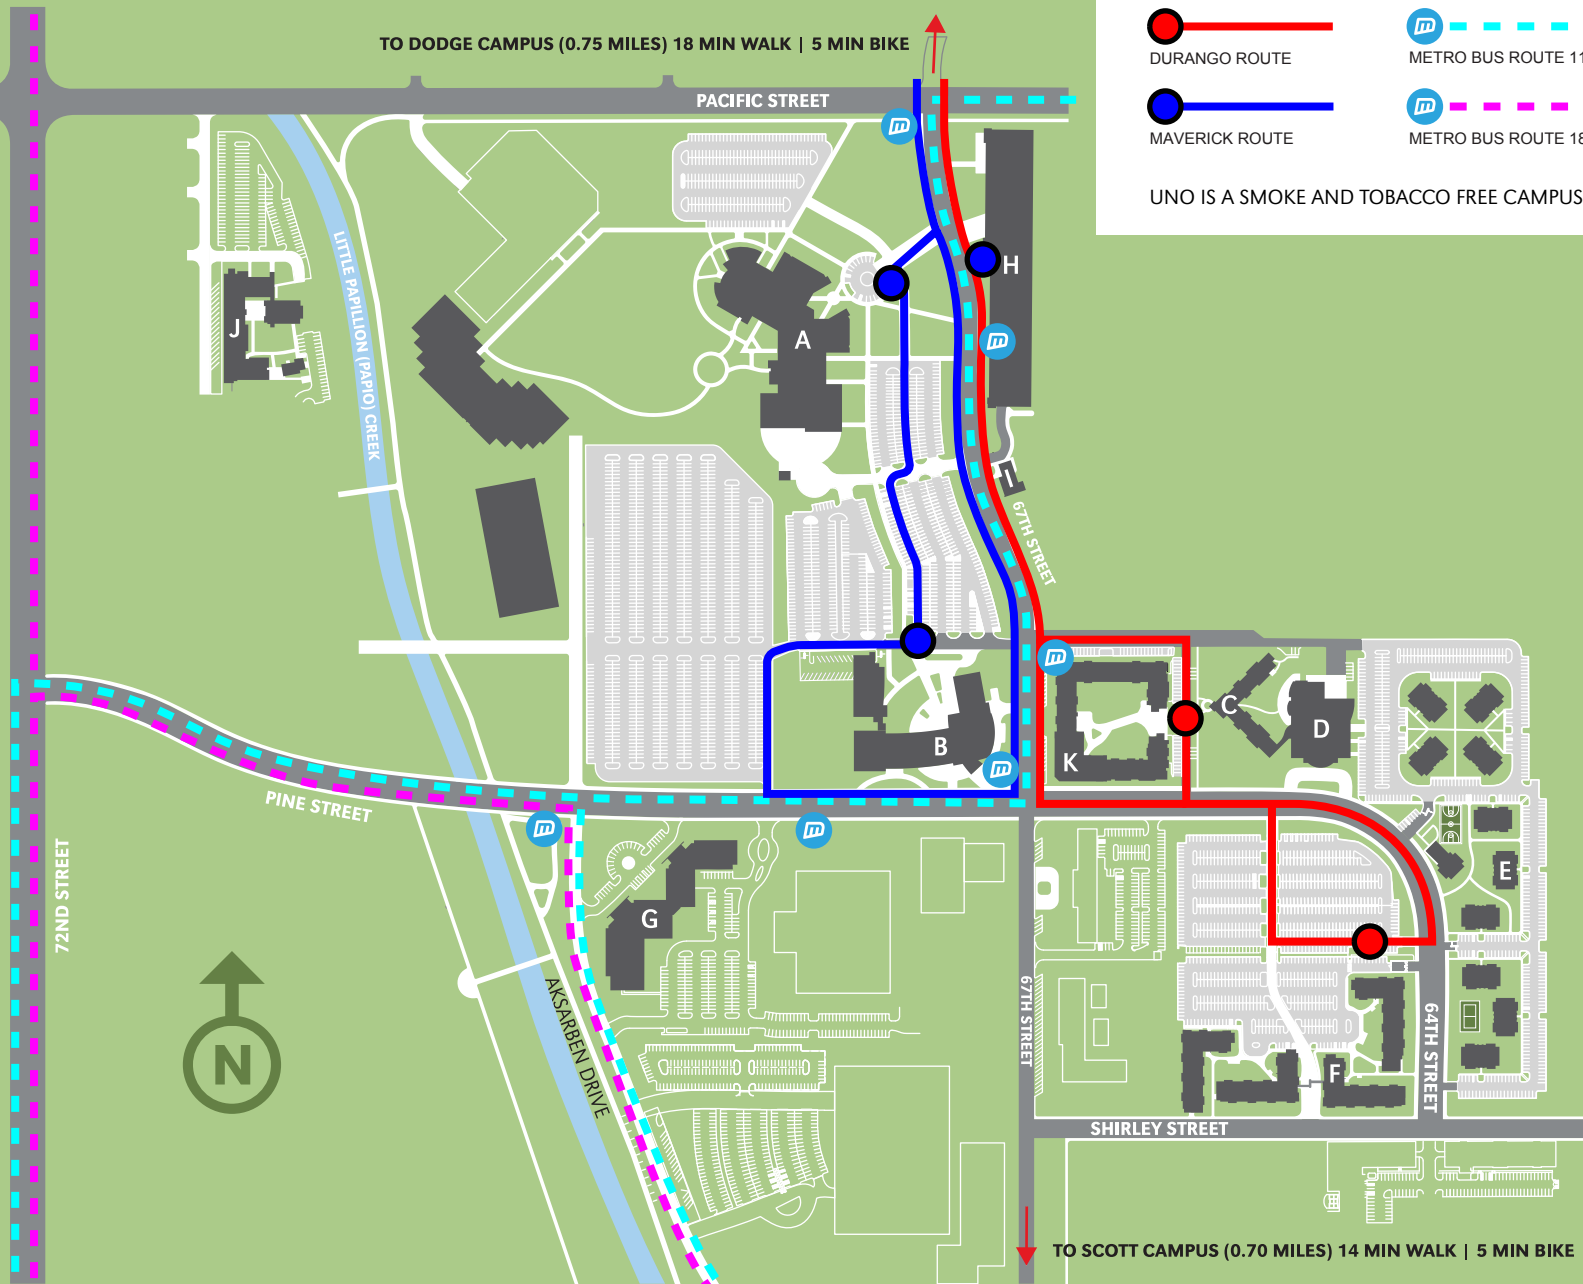 TO DODGE CAMPUS (0.75 MILES) 18 MIN WALK | 5 MIN BIKE
DURANGO ROUTE
METRO BUS ROUTE 11
MAVERICK ROUTE
METRO BUS ROUTE 18
UNO IS A SMOKE AND TOBACCO FREE CAMPUS
PACIFIC STREET
LITTLE PAPILLION (PAPIO) CREEK
H
J
A
I
67TH STREET
C
D
B
K
PINE STREET
72ND STREET
E
G
N
AKSARBEN DRIVE
67TH STREET
64TH STREET
F
SHIRLEY STREET
TO SCOTT CAMPUS (0.70 MILES) 14 MIN WALK | 5 MIN BIKE
m
m
m
m
m
m
m
m